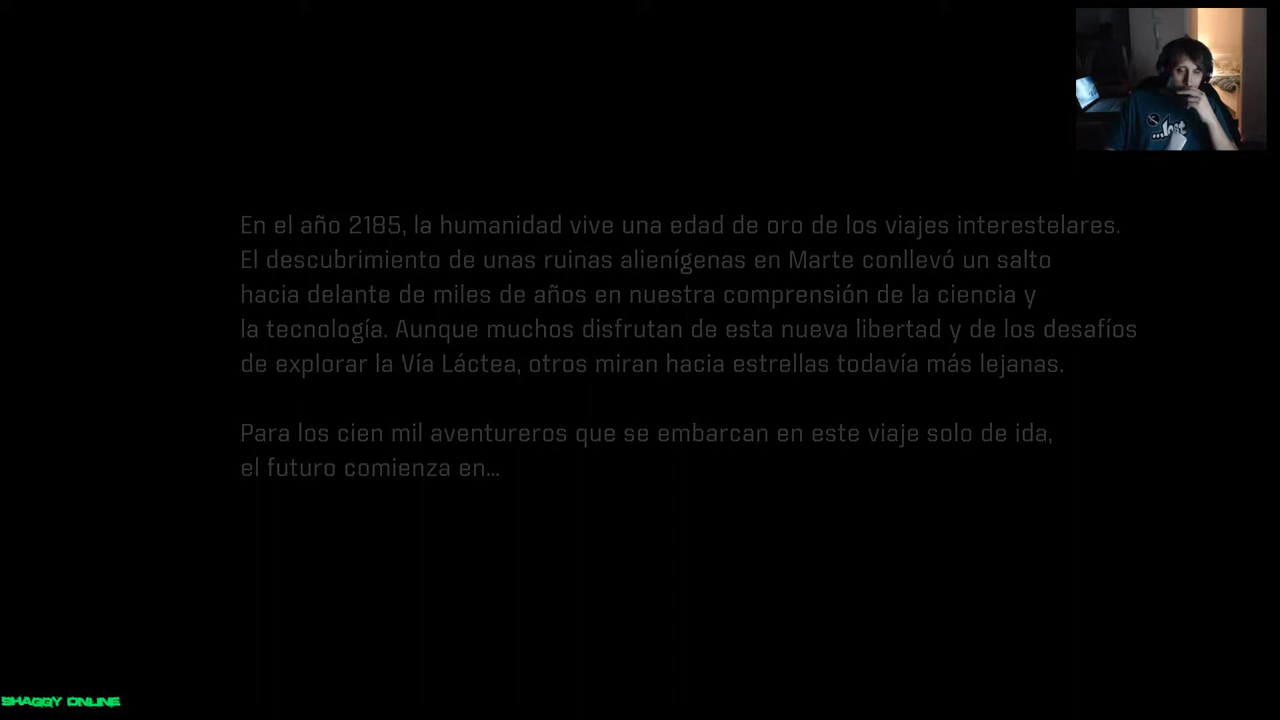 En el año 2185, la humanidad vive una edad de oro de los viajes interestelares.
El descubrimiento de unas ruinas alienígenas en Marte conllevó un salto
hacia delante de miles de años en nuestra comprensión de la ciencia y
la tecnología. Aunque muchos disfrutan de esta nueva libertad y de los desafíos
de explorar la Vía Láctea, otros miran hacia estrellas todavía más lejanas.
Para los cien mil aventureros que se embarcan en este viaje solo de ida,
el futuro comienza en...
...lost
SHAGGY ONLINE